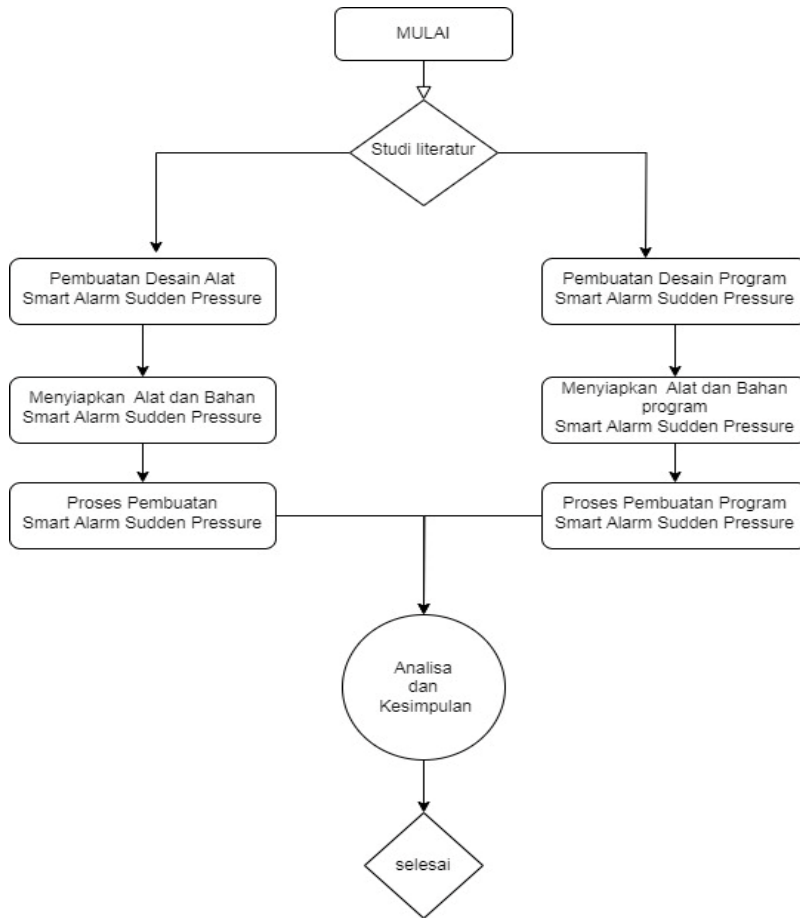 MULAI
Studi literatur
Pembuatan Desain Alat
Smart Alarm Sudden Pressure
Pembuatan Desain Program
Smart Alarm Sudden Pressure
Menyiapkan Alat dan Bahan
Smart Alarm Sudden Pressure
Menyiapkan Alat dan Bahan
program
Smart Alarm Sudden Pressure
Proses Pembuatan
Smart Alarm Sudden Pressure
Proses Pembuatan Program
Smart Alarm Sudden Pressure
Analisa
dan
Kesimpulan
selesai